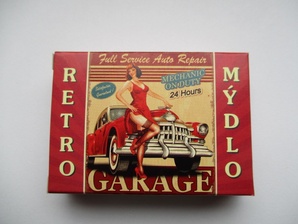 Full Service Auto Repair
MECHANIC
ON DUTY
24 Hours
RETRO
MÝDLO
GARAGE